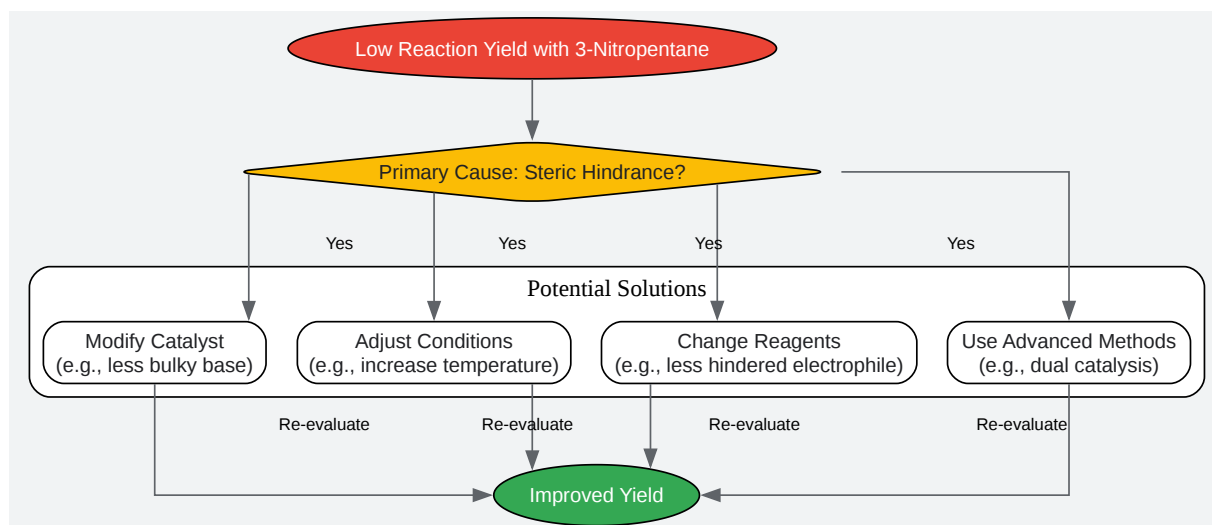 Low Reaction Yield with 3-Nitropentane
Primary Cause: Steric Hindrance?
Yes
Yes
Yes
Yes
Potential Solutions
Modify Catalyst
(e.g., less bulky base)
Adjust Conditions
(e.g., increase temperature)
Change Reagents
(e.g., less hindered electrophile)
Use Advanced Methods
(e.g., dual catalysis)
Re-evaluate
Re-evaluate
Re-evaluate
Re-evaluate
Improved Yield